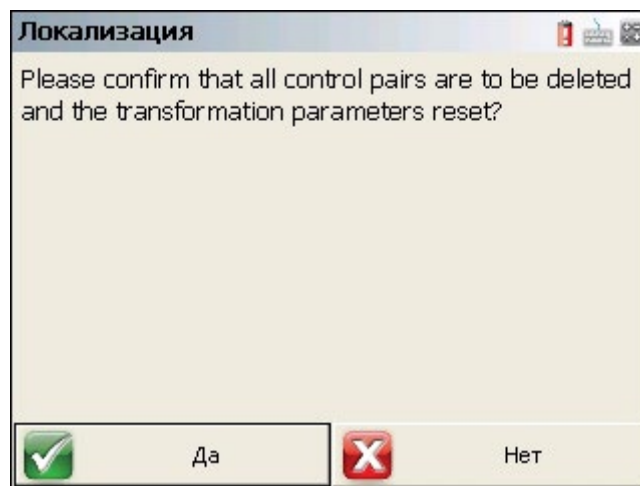 Локализация
Please confirm that all control pairs are to be deleted
and the transformation parameters reset?
Да
Нет